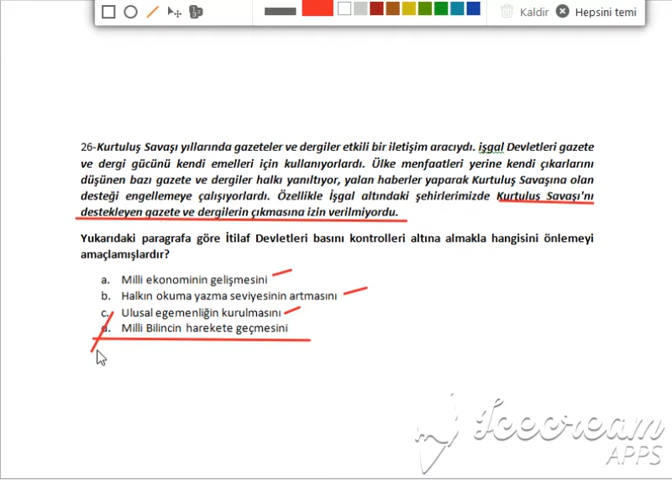 Kaldir Hepsini temi
26-Kurtuluş Savaşı yıllarında gazeteler ve dergiler etkili bir iletişim aracıydı. işgal Devletleri gazete
ve dergi gücünü kendi emelleri için kullanıyorlardı. Ülke menfaatleri yerine kendi çıkarlarını
düşünen bazı gazete ve dergiler halkı yanıltıyor, yalan haberler yaparak Kurtuluş Savaşına olan
desteği engellemeye çalışıyorlardı. Özellikle İşgal altındaki şehirlerimizde Kurtuluş Savaşı'nı
destekleyen gazete ve dergilerin çıkmasına izin verilmiyordu.
Yukarıdaki paragrafa göre İtilaf Devletleri basını kontrolleri altına almakla hangisini önlemeyi
amaçlamışlardır?
a. Milli ekonominin gelişmesini
b. Halkın okuma yazma seviyesinin artmasını
c. Ulusal egemenliğin kurulmasını
d. Milli Bilincin harekete geçmesini
Icecream
APPS